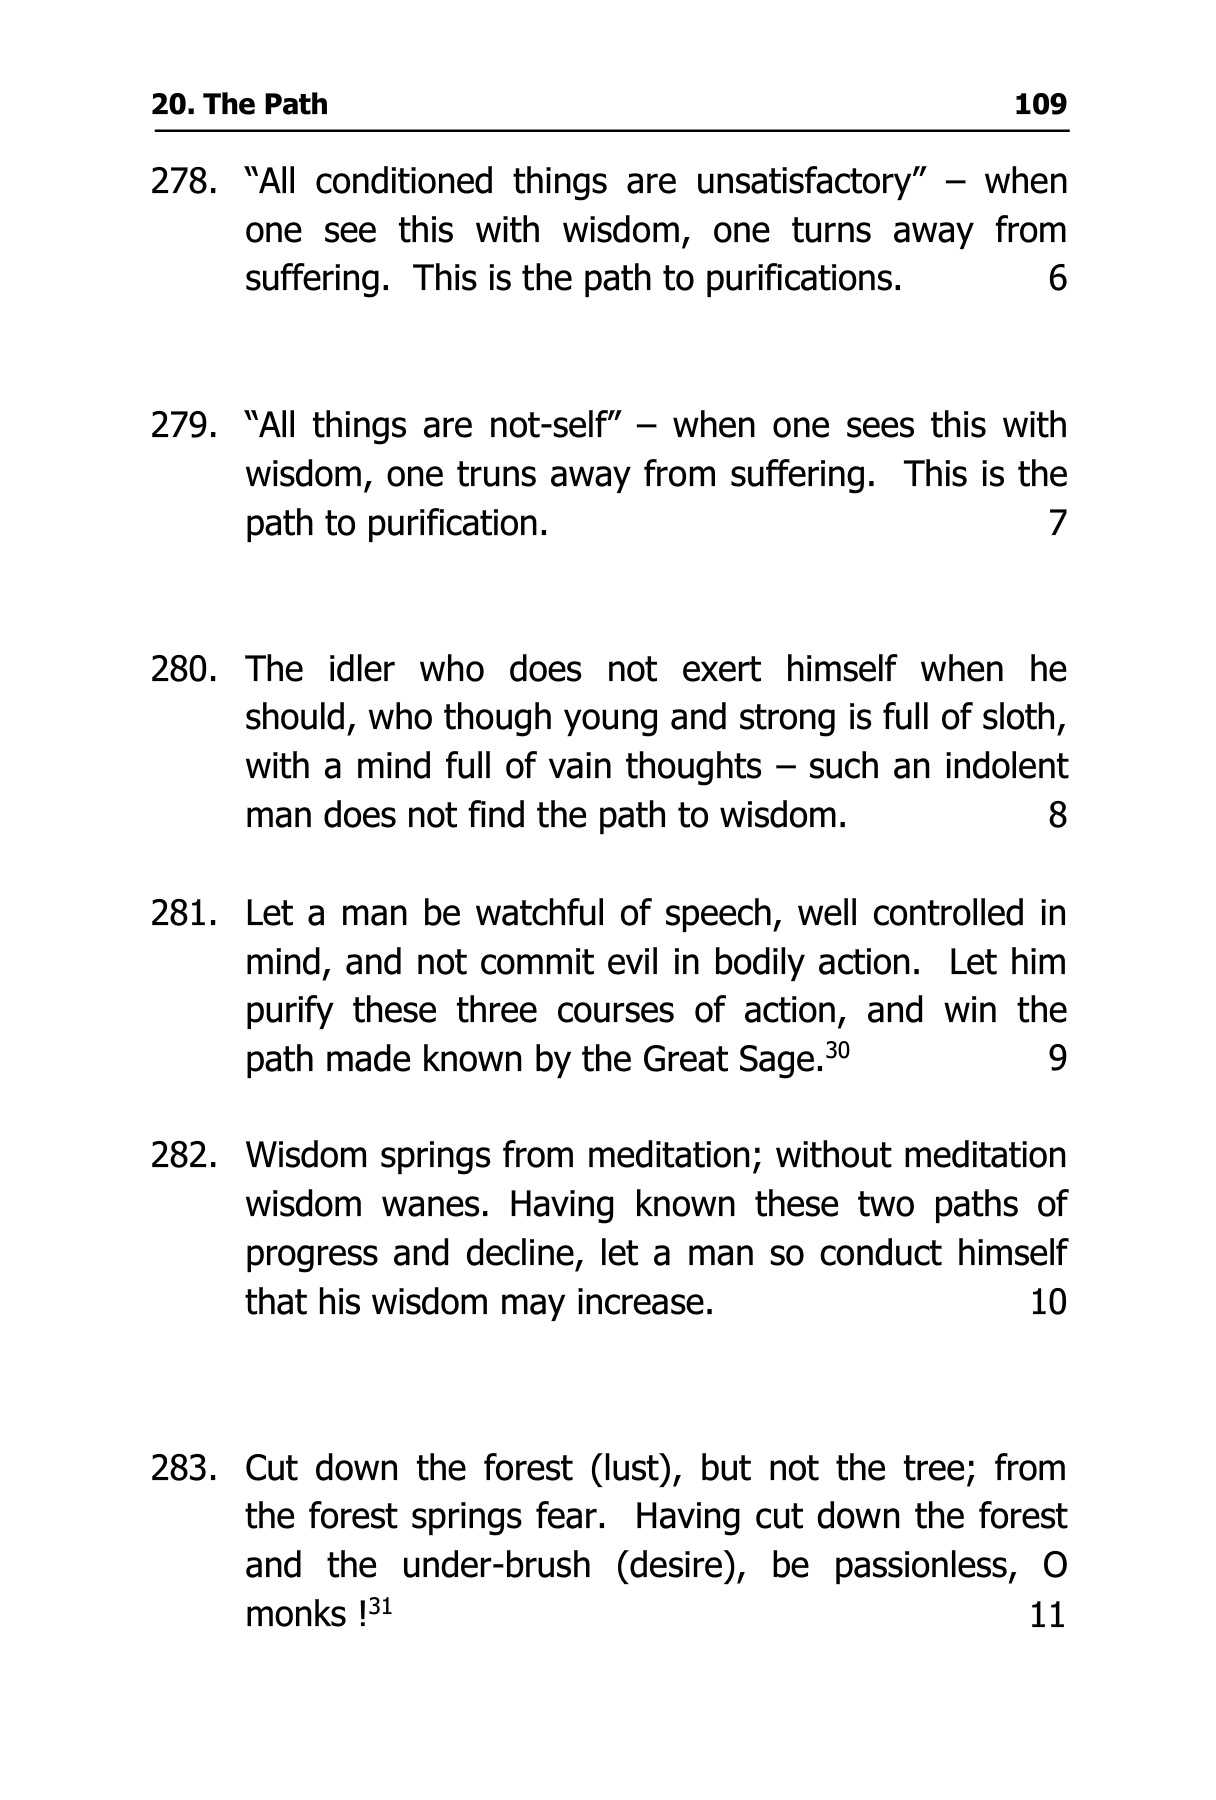 20. The Path 109
278. “All conditioned things are unsatisfactory” – when
one see this with wisdom, one turns away from
suffering. This is the path to purifications. 6
279. “All things are not-self” – when one sees this with
wisdom, one truns away from suffering. This is the
path to purification. 7
280. The idler who does not exert himself when he
should, who though young and strong is full of sloth,
with a mind full of vain thoughts – such an indolent
man does not find the path to wisdom. 8
281. Let a man be watchful of speech, well controlled in
mind, and not commit evil in bodily action. Let him
purify these three courses of action, and win the
path made known by the Great Sage.30 9
282. Wisdom springs from meditation; without meditation
wisdom wanes. Having known these two paths of
progress and decline, let a man so conduct himself
that his wisdom may increase. 10
283. Cut down the forest (lust), but not the tree; from
the forest springs fear. Having cut down the forest
and the under-brush (desire), be passionless, O
monks !31 11